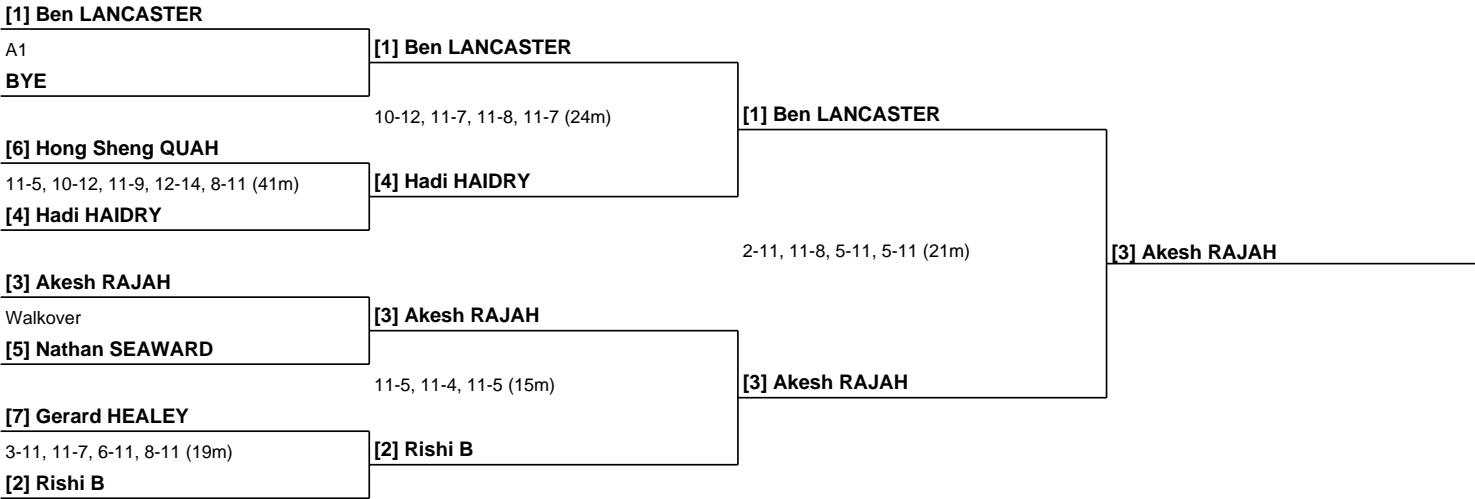 [1] Ben LANCASTER
A1
BYE
[1] Ben LANCASTER
10-12, 11-7, 11-8, 11-7 (24m)
[1] Ben LANCASTER
[6] Hong Sheng QUAH
11-5, 10-12, 11-9, 12-14, 8-11 (41m)
[4] Hadi HAIDRY
[4] Hadi HAIDRY
2-11, 11-8, 5-11, 5-11 (21m)
[3] Akesh RAJAH
[3] Akesh RAJAH
Walkover
[5] Nathan SEAWARD
[3] Akesh RAJAH
11-5, 11-4, 11-5 (15m)
[3] Akesh RAJAH
[7] Gerard HEALEY
3-11, 11-7, 6-11, 8-11 (19m)
[2] Rishi B
[2] Rishi B